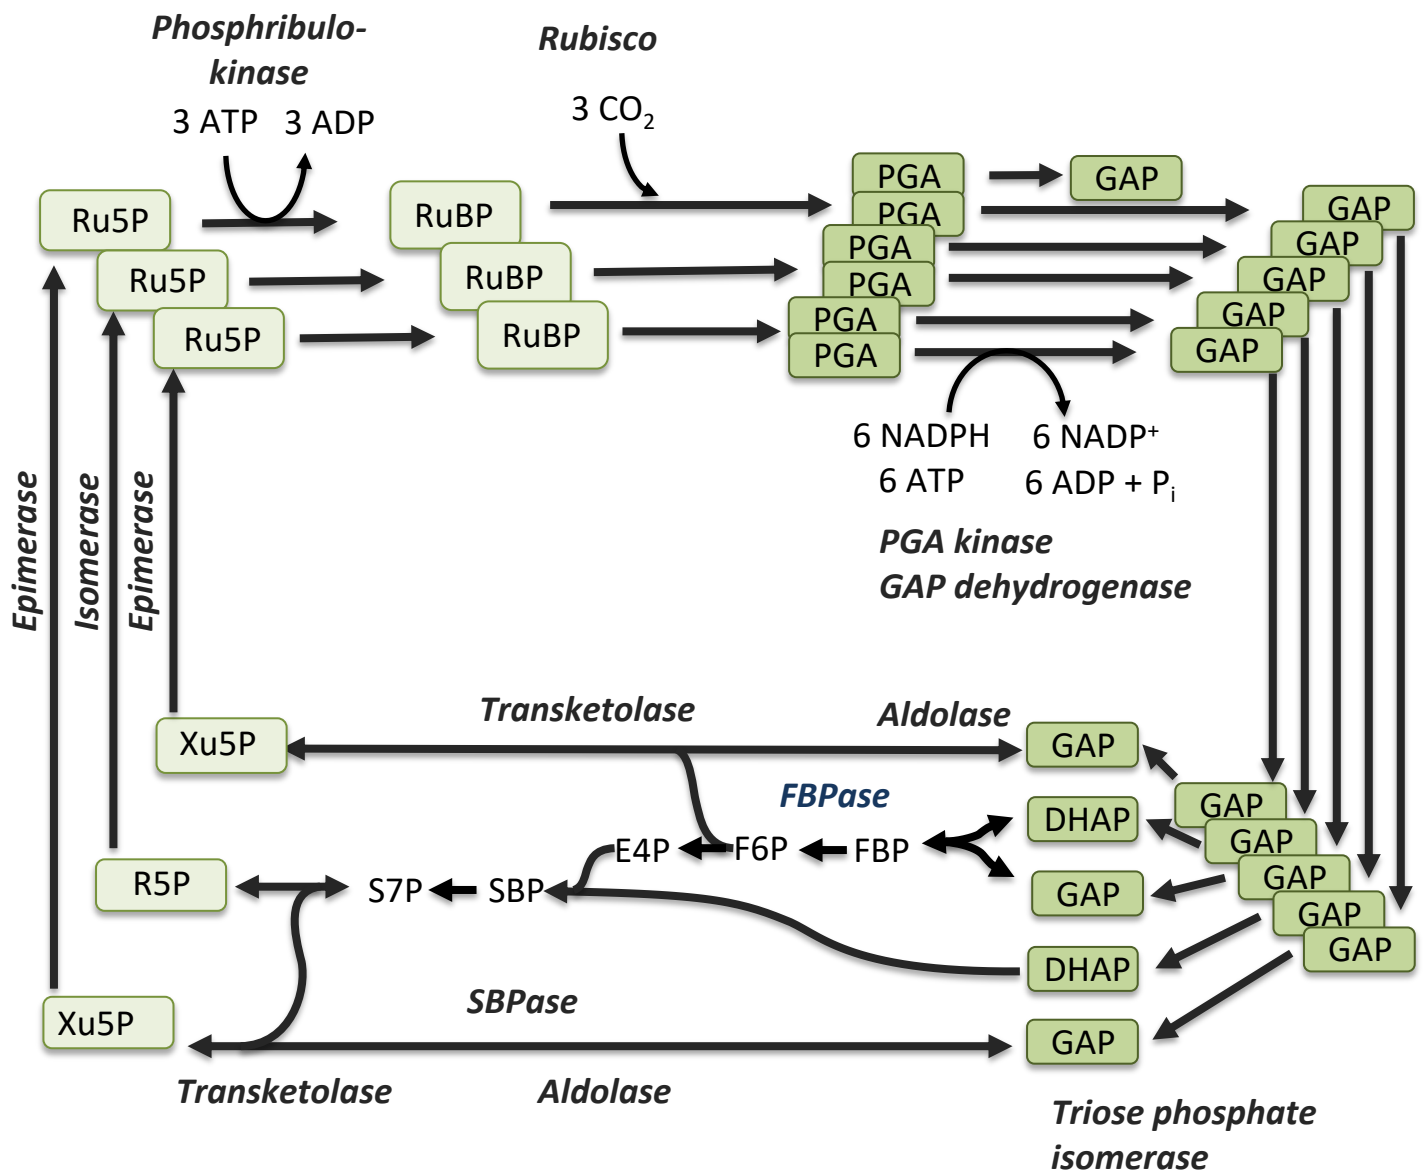 Phosphribulo-
kinase
Rubisco
3 ATP 3 ADP
3 CO₂
Ru5P
Ru5P
Ru5P
RuBP
RuBP
RuBP
PGA
PGA
PGA
PGA
PGA
PGA
GAP
GAP
GAP
GAP
GAP
GAP
6 NADPH
6 ATP
6 NADP⁺
6 ADP + Pᵢ
PGA kinase
GAP dehydrogenase
Epimerase
Isomerase
Epimerase
Transketolase
Aldolase
Xu5P
GAP
FBPase
DHAP
E4P
F6P
FBP
R5P
S7P
SBP
GAP
DHAP
GAP
GAP
GAP
GAP
GAP
GAP
Xu5P
SBPase
Transketolase
Aldolase
Triose phosphate
isomerase